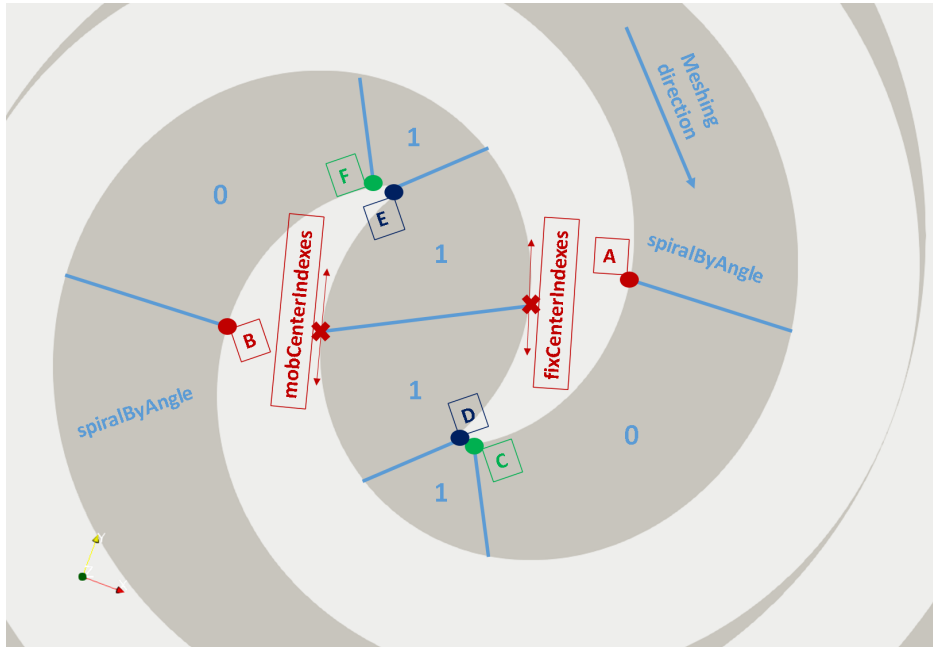 Meshing
direction
1
F
0
E
1
mobCenterIndexes
fixCenterIndexes
A
spiralByAngle
B
1
spiralByAngle
D
0
C
1
Y